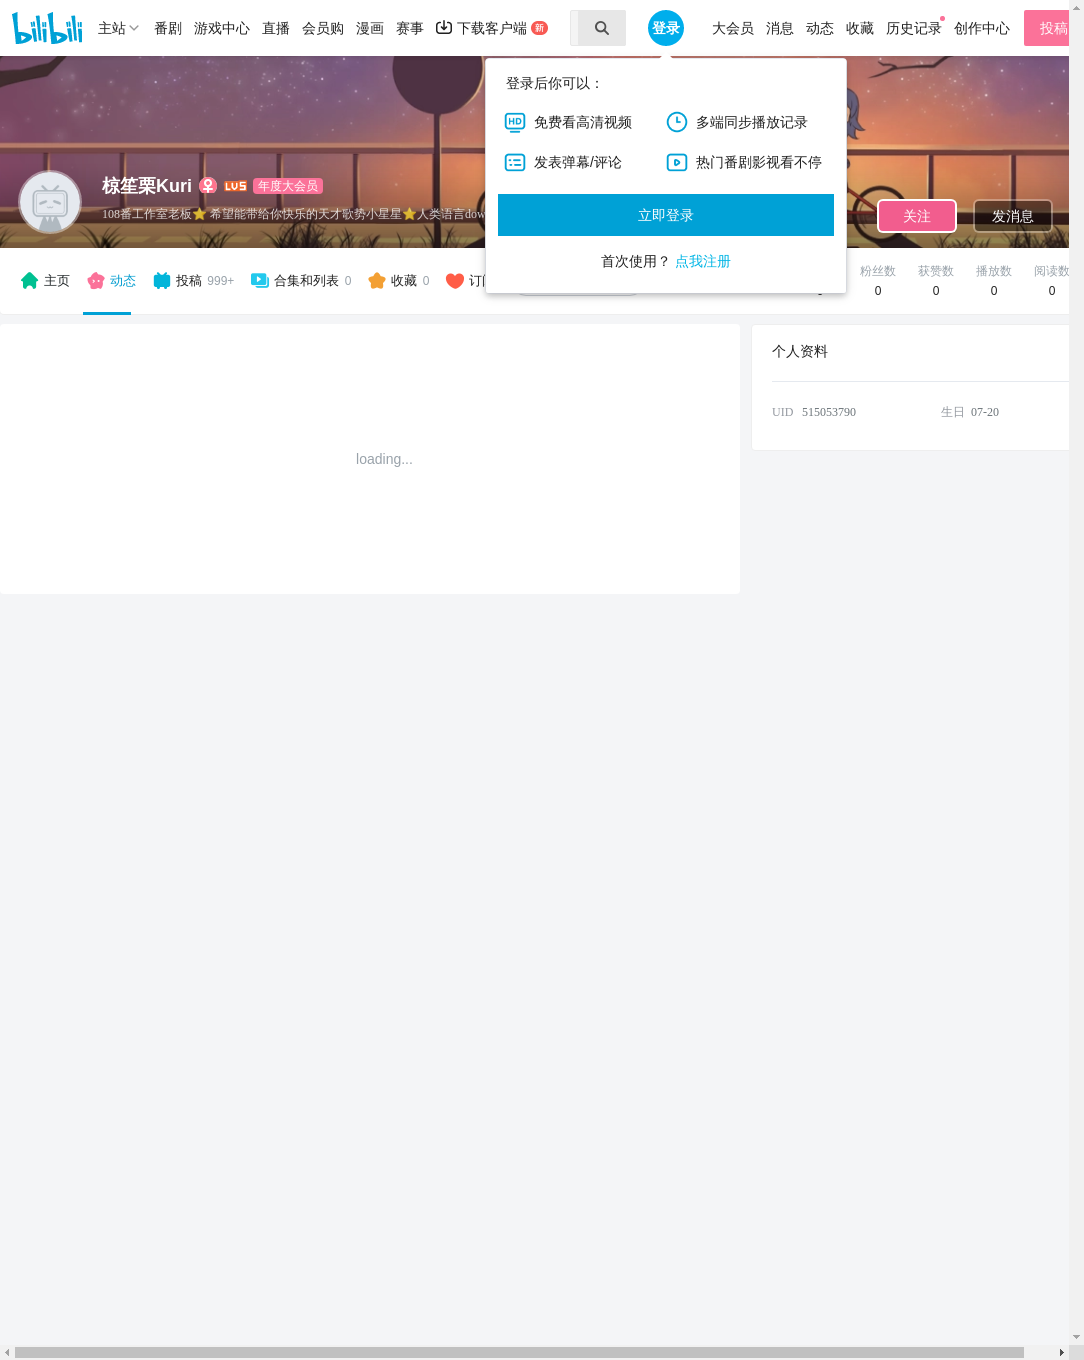 bilibili 主站 番剧 游戏中心 直播 会员购 漫画 赛事 下载客户端 新 登录 大会员 消息 动态 收藏 历史记录 创作中心 投稿
登录后你可以：
HD 免费看高清视频 多端同步播放记录
发表弹幕/评论 热门番剧影视看不停
立即登录
首次使用？ 点我注册
椋笙栗Kuri LV5 年度大会员
108番工作室老板⭐ 希望能带给你快乐的天才歌势小星星⭐人类语言dow
关注 发消息
主页 动态 投稿 999+ 合集和列表 0 收藏 0 粉丝数 获赞数 播放数 阅读数
0 0 0 0
loading...
个人资料
UID 515053790 生日 07-20